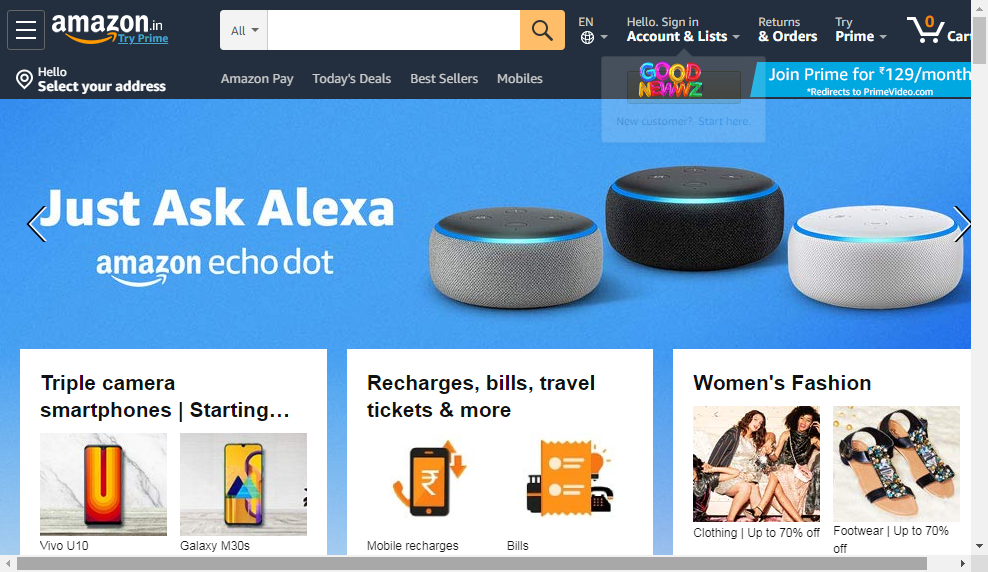 amazon.in
Try Prime
All
EN
Hello. Sign in
Account & Lists
Returns
& Orders
Try
Prime
0
Cart
Hello
Select your address
Amazon Pay
Today's Deals
Best Sellers
Mobiles
GOOD
NEWWZ
New customer? Start here.
Join Prime for ₹129/month
*Redirects to PrimeVideo.com
Just Ask Alexa
amazon echo dot
Triple camera
smartphones | Starting…
Vivo U10
Galaxy M30s
Recharges, bills, travel
tickets & more
₹
Mobile recharges
Bills
Women's Fashion
Clothing | Up to 70% off
Footwear | Up to 70%
off